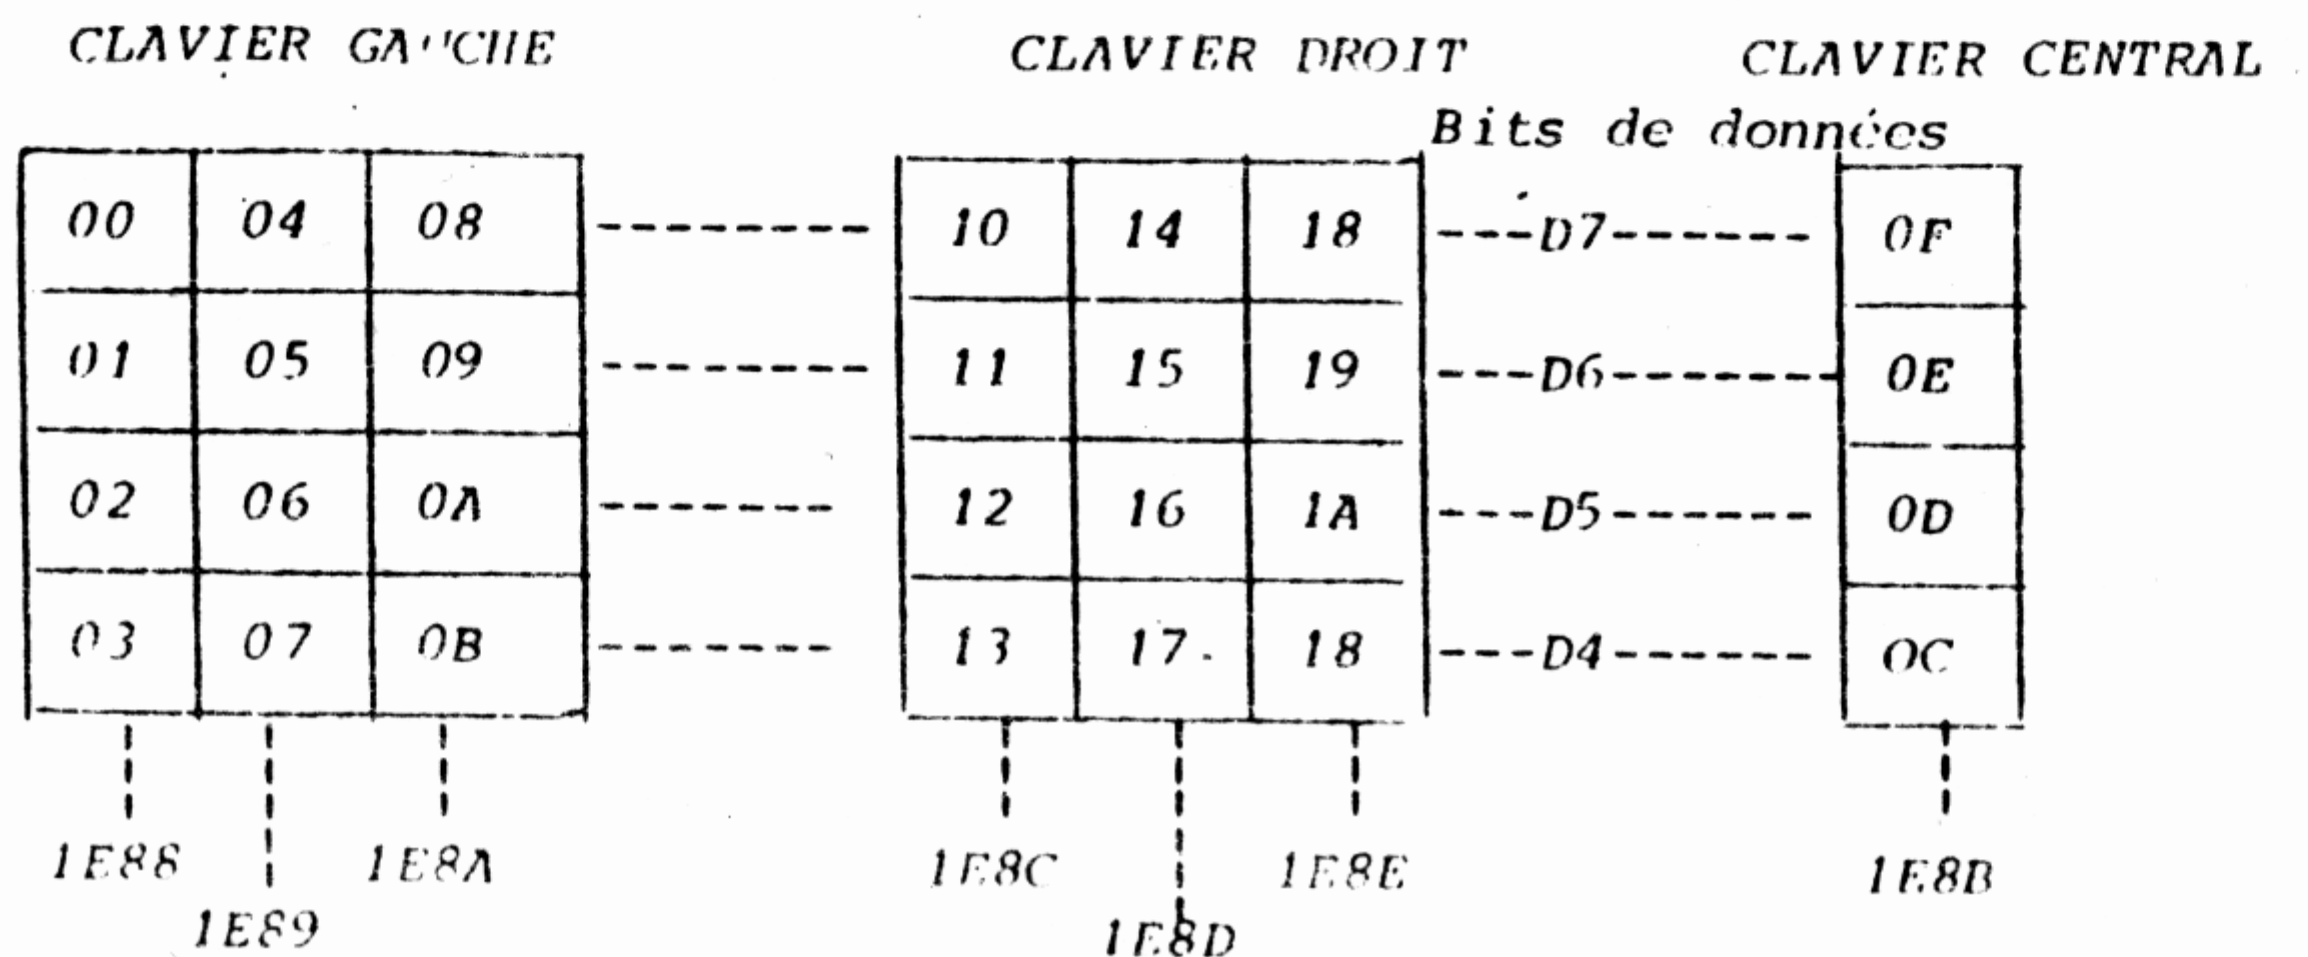 CLAVIER GAUCHE CLAVIER DROIT CLAVIER CENTRAL
Bits de données
00 04 08 -------- 10 14 18 ---D7------ 0F
01 05 09 -------- 11 15 19 ---D6------- 0E
02 06 0A ------- 12 16 1A ---D5------ 0D
03 07 0B ------- 13 17 18 ---D4------ 0C
1E88 1E8A 1E8C 1E8E 1E8B
1E89 1E8D